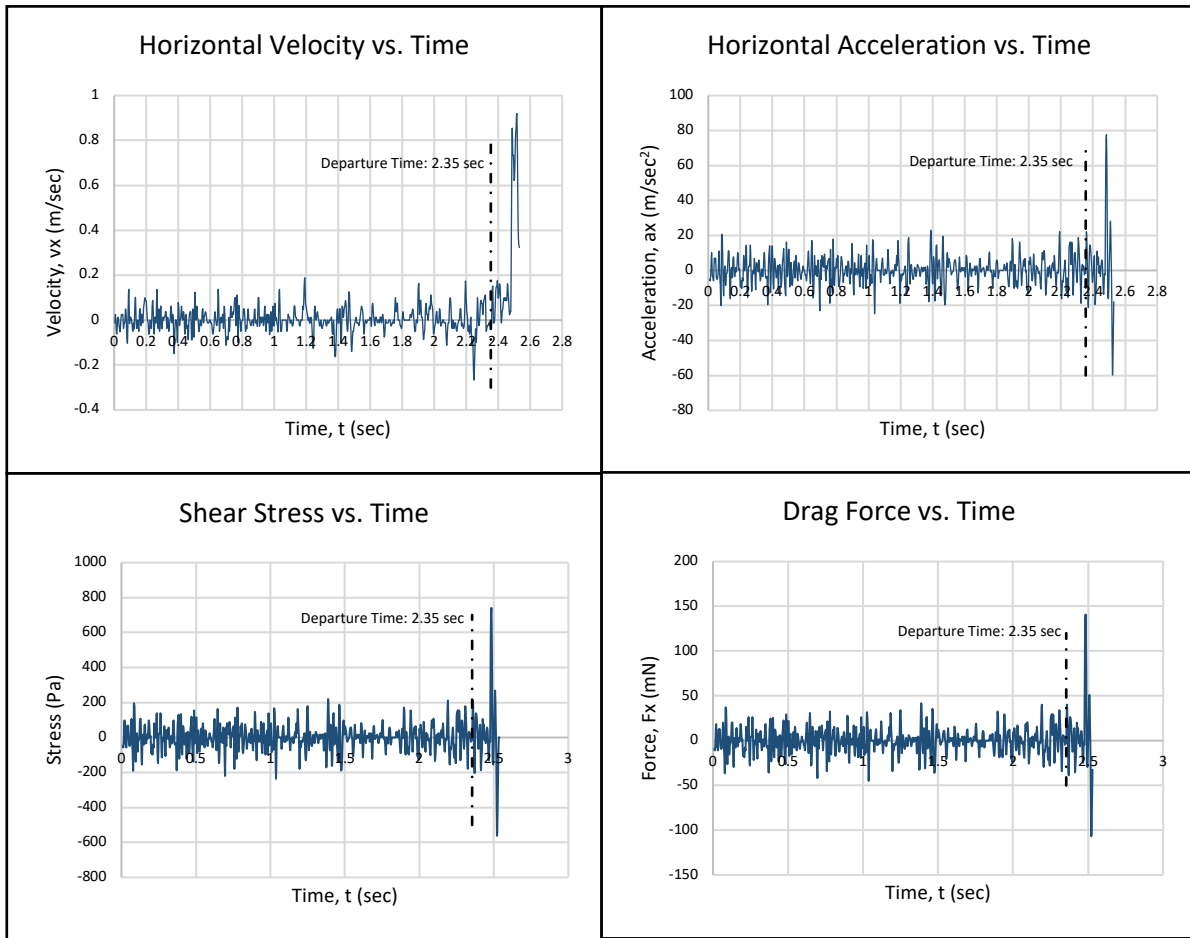 Horizontal Velocity vs. Time
1
0.8
0.6
0.4
0.2
0
-0.2
-0.4
0 0.2 0.4 0.6 0.8 1 1.2 1.4 1.6 1.8 2 2.2 2.4 2.6 2.8
Velocity, vx (m/sec)
Departure Time: 2.35 sec
Time, t (sec)
Horizontal Acceleration vs. Time
100
80
60
40
20
0
-20
-40
-60
-80
0 0.2 0.4 0.6 0.8 1 1.2 1.4 1.6 1.8 2 2.2 2.4 2.6 2.8
Acceleration, ax (m/sec²)
Departure Time: 2.35 sec
Time, t (sec)
Shear Stress vs. Time
1000
800
600
400
200
0
-200
-400
-600
-800
0 0.5 1 1.5 2 2.5 3
Stress (Pa)
Departure Time: 2.35 sec
Time, t (sec)
Drag Force vs. Time
200
150
100
50
0
-50
-100
-150
0 0.5 1 1.5 2 2.5 3
Force, Fx (mN)
Departure Time: 2.35 sec
Time, t (sec)